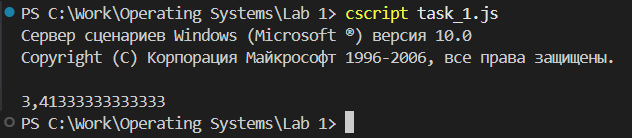 PS C:\Work\Operating Systems\Lab 1> cscript task_1.js
Сервер сценариев Windows (Microsoft ®) версия 10.0
Copyright (C) Корпорация Майкрософт 1996-2006, все права защищены.
3,41333333333333
PS C:\Work\Operating Systems\Lab 1>